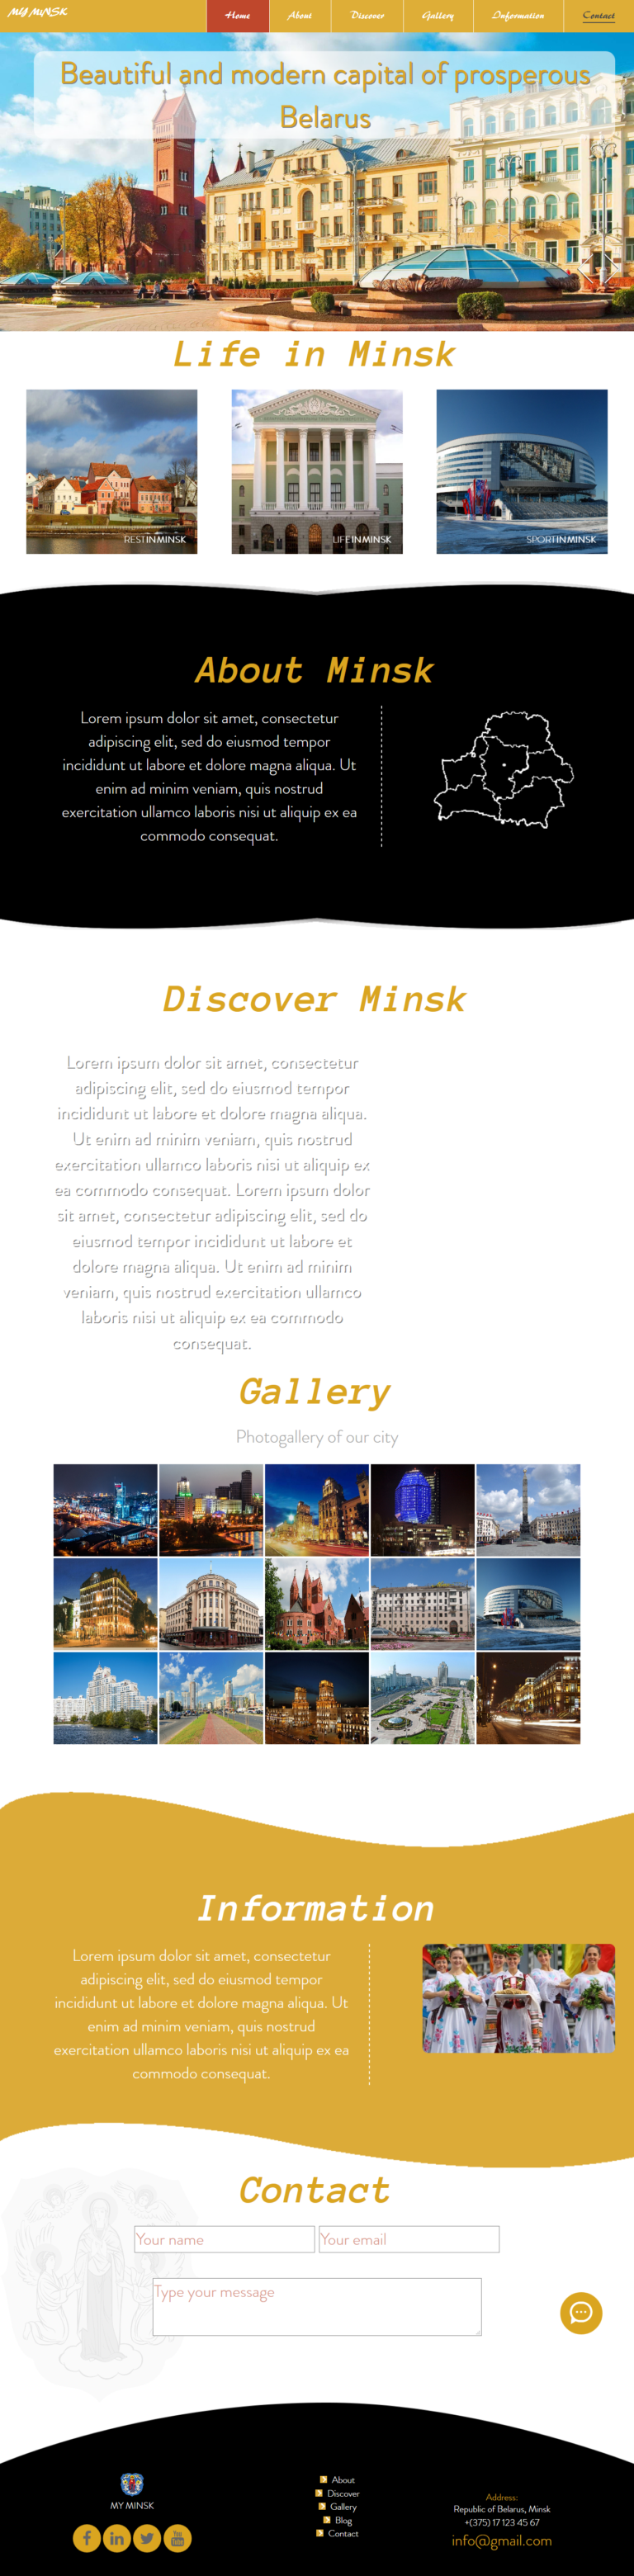 MY MINSK
Home
About
Discover
Gallery
Information
Contact
Beautiful and modern capital of prosperous
Belarus
Life in Minsk
RESTINMINSK
LIFEINMINSK
SPORTINMINSK
About Minsk
Lorem ipsum dolor sit amet, consectetur
adipiscing elit, sed do eiusmod tempor
incididunt ut labore et dolore magna aliqua. Ut
enim ad minim veniam, quis nostrud
exercitation ullamco laboris nisi ut aliquip ex ea
commodo consequat.
Discover Minsk
Lorem ipsum dolor sit amet, consectetur
adipiscing elit, sed do eiusmod tempor
incididunt ut labore et dolore magna aliqua.
Ut enim ad minim veniam, quis nostrud
exercitation ullamco laboris nisi ut aliquip ex
ea commodo consequat. Lorem ipsum dolor
sit amet, consectetur adipiscing elit, sed do
eiusmod tempor incididunt ut labore et
dolore magna aliqua. Ut enim ad minim
veniam, quis nostrud exercitation ullamco
laboris nisi ut aliquip ex ea commodo
consequat.
Gallery
Photogallery of our city
Information
Lorem ipsum dolor sit amet, consectetur
adipiscing elit, sed do eiusmod tempor
incididunt ut labore et dolore magna aliqua. Ut
enim ad minim veniam, quis nostrud
exercitation ullamco laboris nisi ut aliquip ex ea
commodo consequat.
Contact
Your name
Your email
Type your message
MY MINSK
About
Discover
Gallery
Blog
Contact
Address:
Republic of Belarus, Minsk
+(375) 17 123 45 67
info@gmail.com